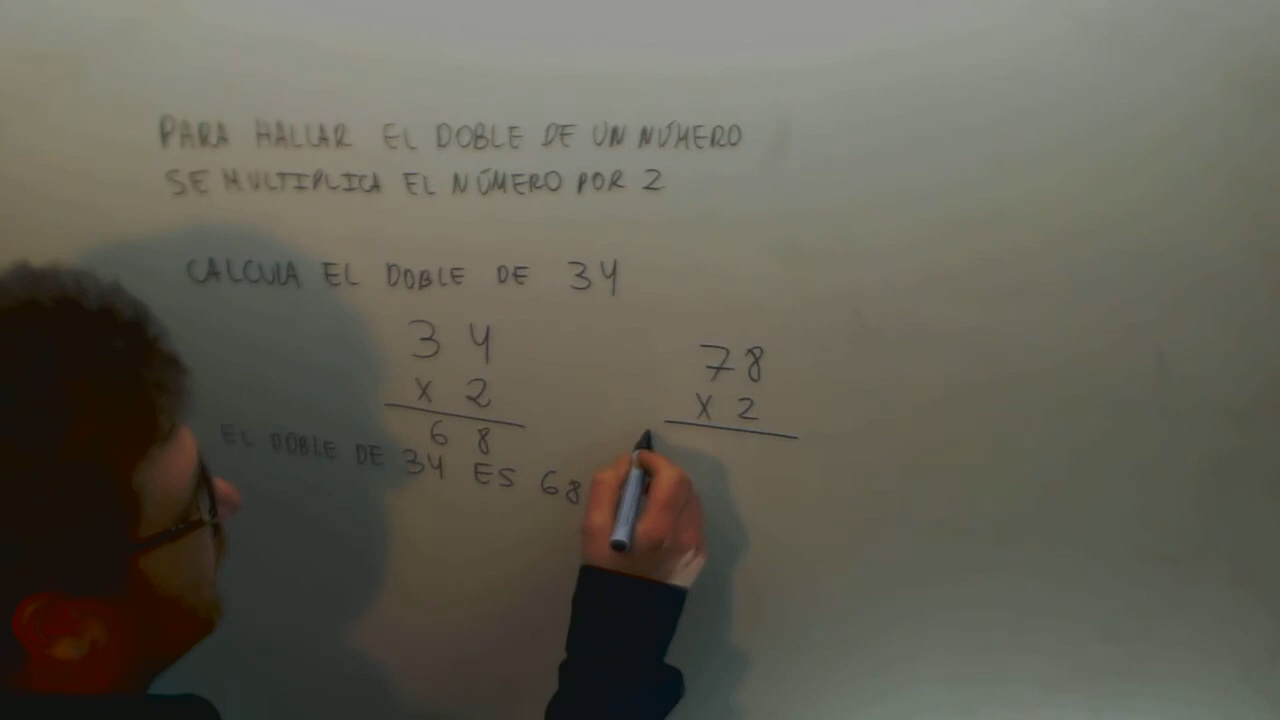 PARA HALLAR EL DOBLE DE UN NÚMERO
SE MULTIPLICA EL NÚMERO POR 2
CALCULA EL DOBLE DE 34
34
X 2
68
EL DOBLE DE 34 ES 68
78
X 2